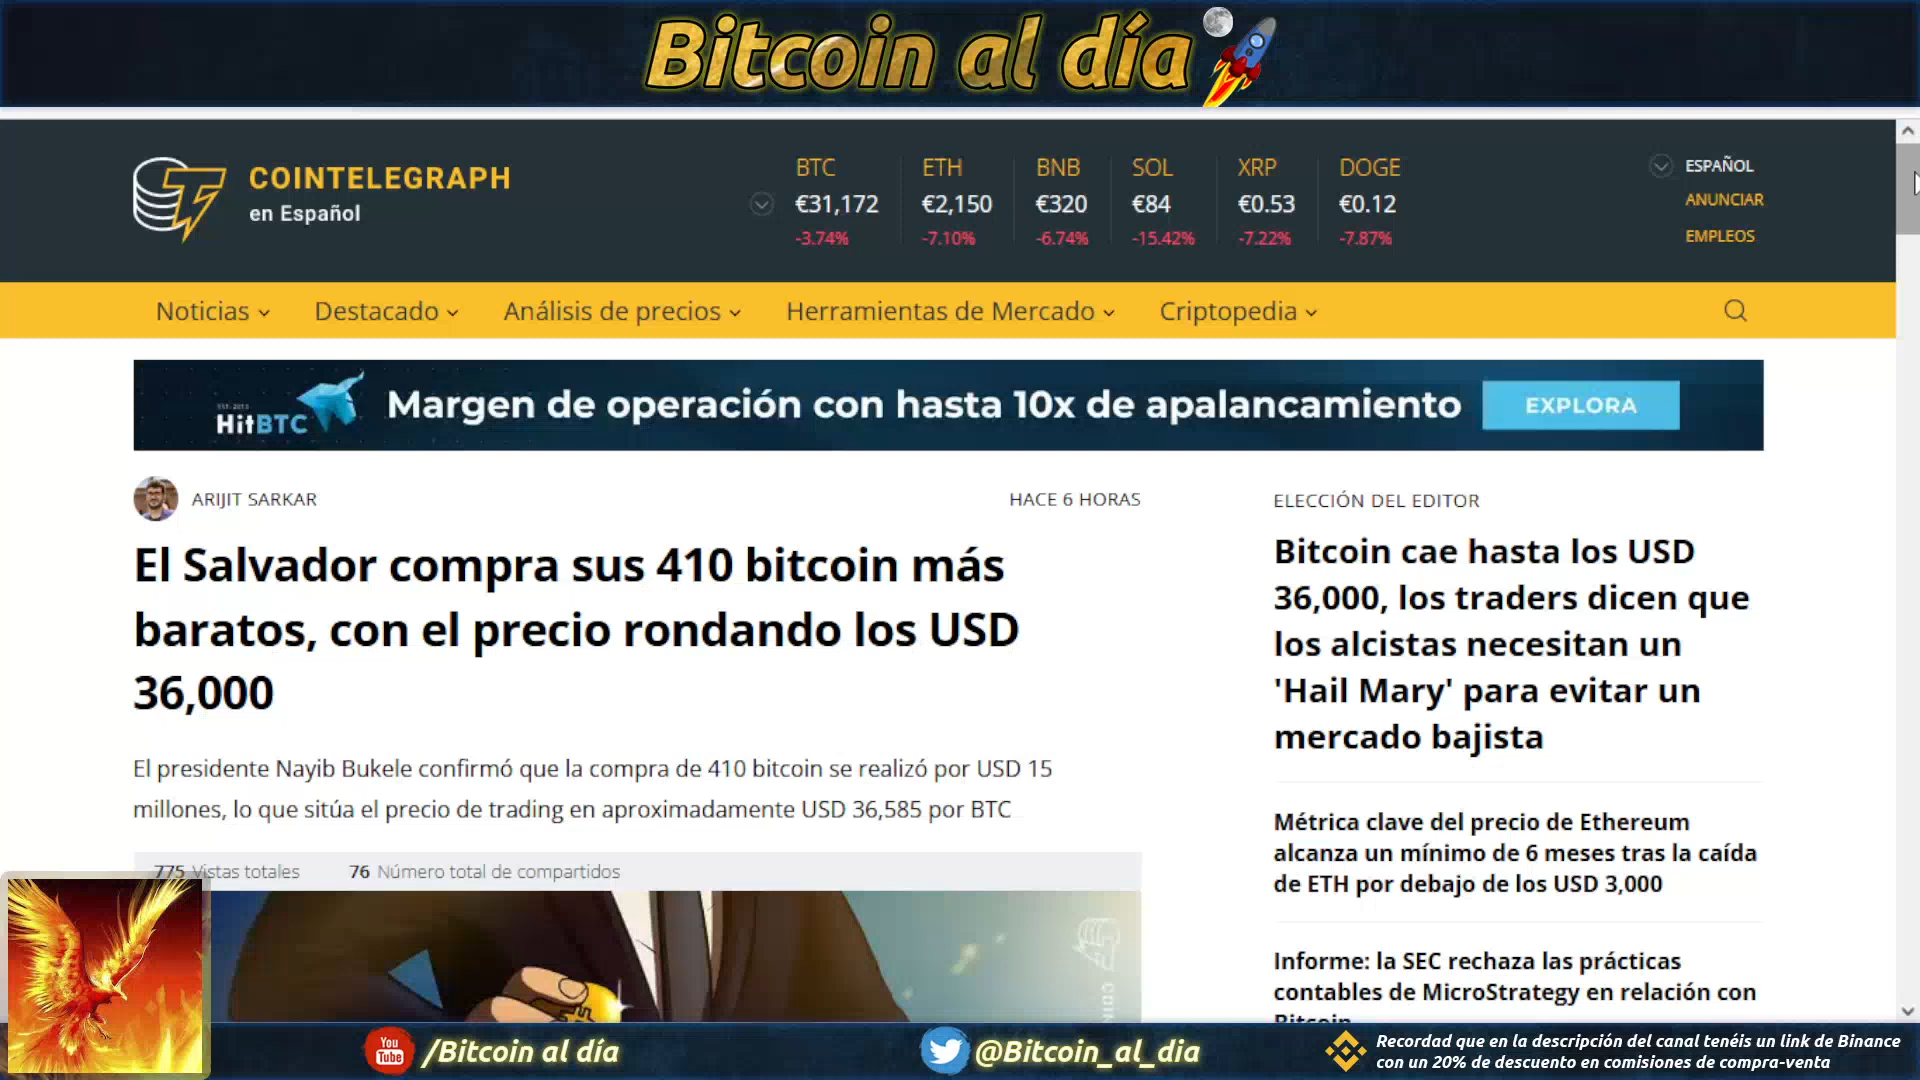 Bitcoin al día
COINTELEGRAPH
en Español
BTC ETH BNB SOL XRP DOGE
€31,172 €2,150 €320 €84 €0.53 €0.12
-3.74% -7.10% -6.74% -15.42% -7.22% -7.87%
ESPAÑOL
ANUNCIAR
EMPLEOS
Noticias Destacado Análisis de precios Herramientas de Mercado Criptopedia
HitBTC
Margen de operación con hasta 10x de apalancamiento
EXPLORA
ARIJIT SARKAR
HACE 6 HORAS
El Salvador compra sus 410 bitcoin más
baratos, con el precio rondando los USD
36,000
El presidente Nayib Bukele confirmó que la compra de 410 bitcoin se realizó por USD 15
millones, lo que sitúa el precio de trading en aproximadamente USD 36,585 por BTC
775 Vistas totales 76 Número total de compartidos
ELECCIÓN DEL EDITOR
Bitcoin cae hasta los USD
36,000, los traders dicen que
los alcistas necesitan un
'Hail Mary' para evitar un
mercado bajista
Métrica clave del precio de Ethereum
alcanza un mínimo de 6 meses tras la caída
de ETH por debajo de los USD 3,000
Informe: la SEC rechaza las prácticas
contables de MicroStrategy en relación con
Bitcoin
You
Tube
/Bitcoin al día
@Bitcoin_al_dia
Recordad que en la descripción del canal tenéis un link de Binance
con un 20% de descuento en comisiones de compra-venta